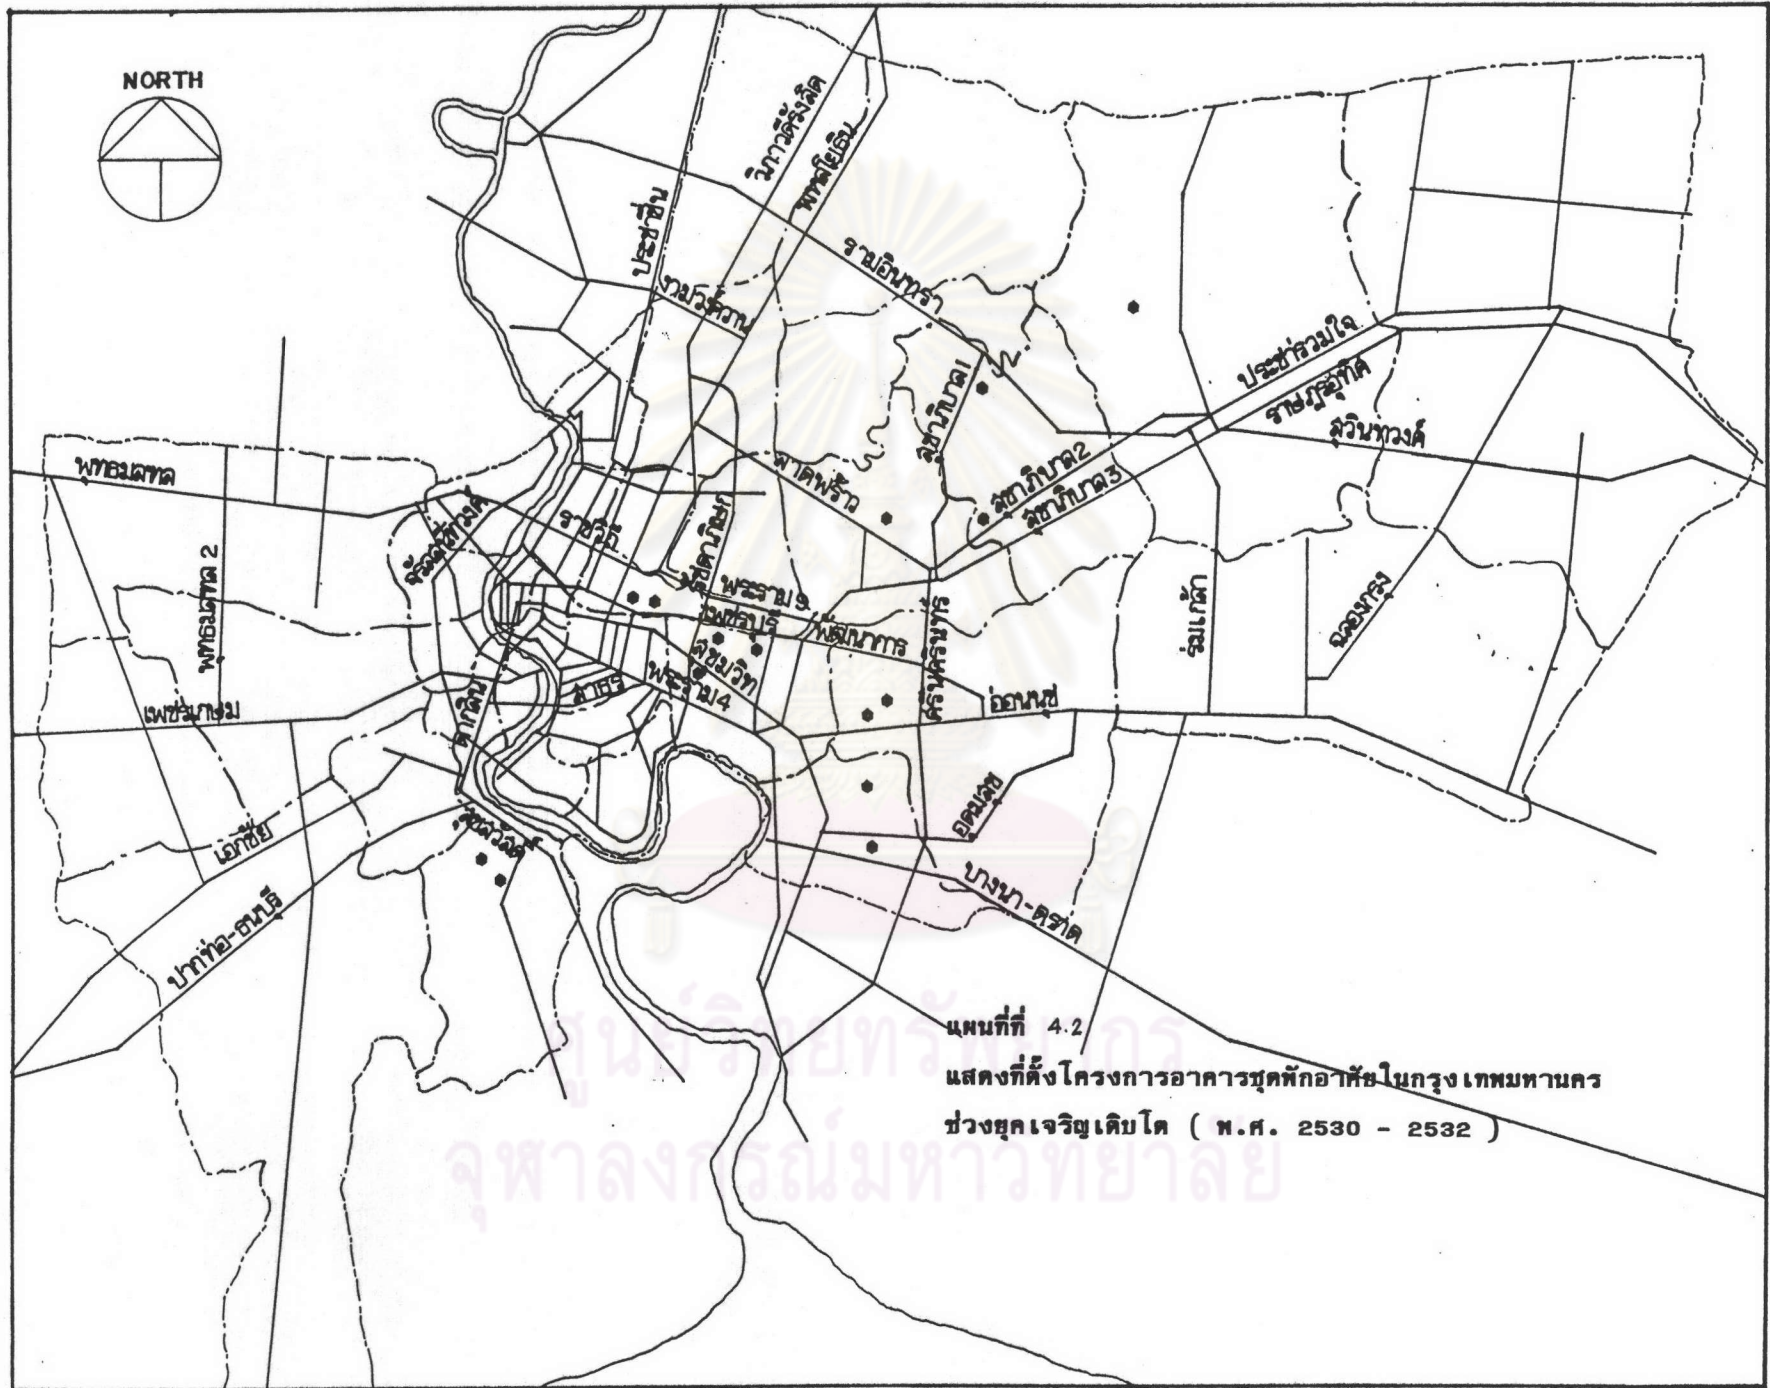 NORTH
วิภาวดีรังสิต
พหลโยธิน
ประชาชื่น
งามวงศ์วาน
รามอินทรา
ประชาร่วมใจ
ราษฎร์อุทิศ
สุวินทวงศ์
สุขาภิบาล1
สุขาภิบาล2
สุขาภิบาล3
ลาดพร้าว
พุทธมลฑล
พุทธมลฑล 2
จรัลสนิทวงศ์
ราชวิถี
รัชดาภิเษก
พระราม 9
เพชรบุรี
พัฒนาการ
สุขุมวิท
พระราม 4
สาธร
ศรีนครินทร์
ร่มเกล้า
ฉลองกรุง
อ่อนนุช
เพชรเกษม
ตากสิน
อุดมสุข
สุขสวัสดิ์
เอกชัย
บางนา-ตราด
ปากท่อ-ธนบุรี
แผนที่ที่ 4.2
แสดงที่ตั้งโครงการอาคารชุดพักอาศัยในกรุงเทพมหานคร
ช่วงยุคเจริญเติบโต ( พ.ศ. 2530 - 2532 )
ศูนย์วิทยทรัพยากร
จุฬาลงกรณ์มหาวิทยาลัย